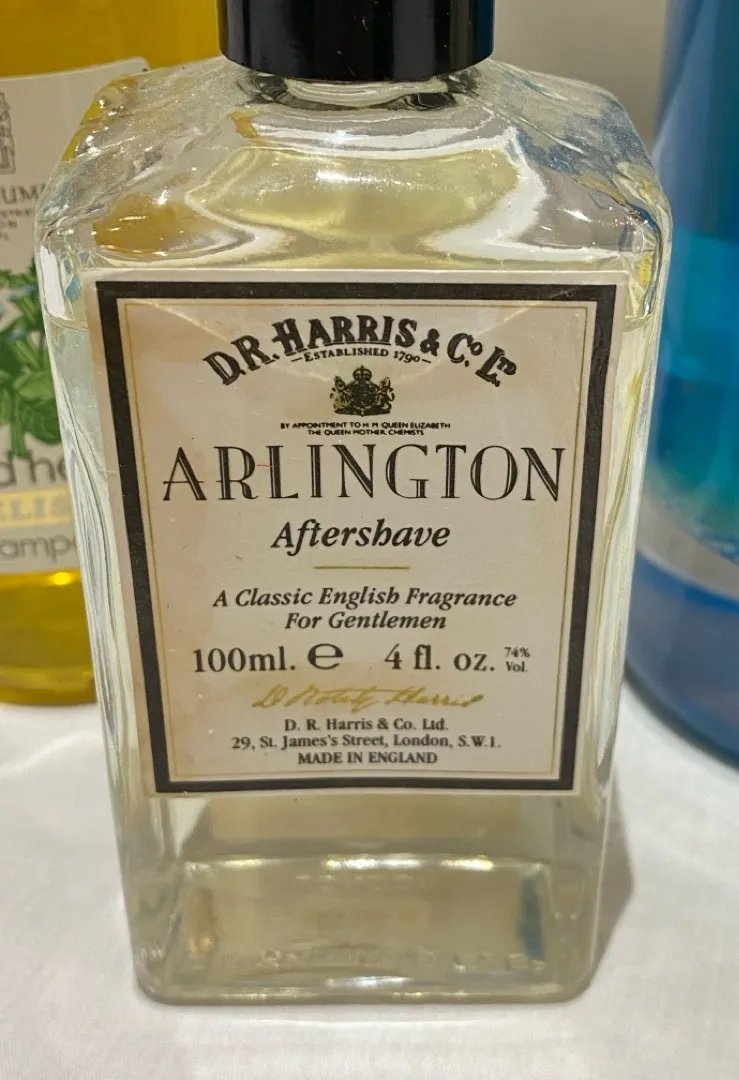 D.R. HARRIS & Co. LTD
ESTABLISHED 1790
BY APPOINTMENT TO H M QUEEN ELIZABETH
THE QUEEN MOTHER, CHEMISTS
ARLINGTON
Aftershave
A Classic English Fragrance
For Gentlemen
100ml. e 4 fl. oz. 74% Vol.
D. R. Harris & Co. Ltd.
29, St. James's Street, London, S.W.1.
MADE IN ENGLAND